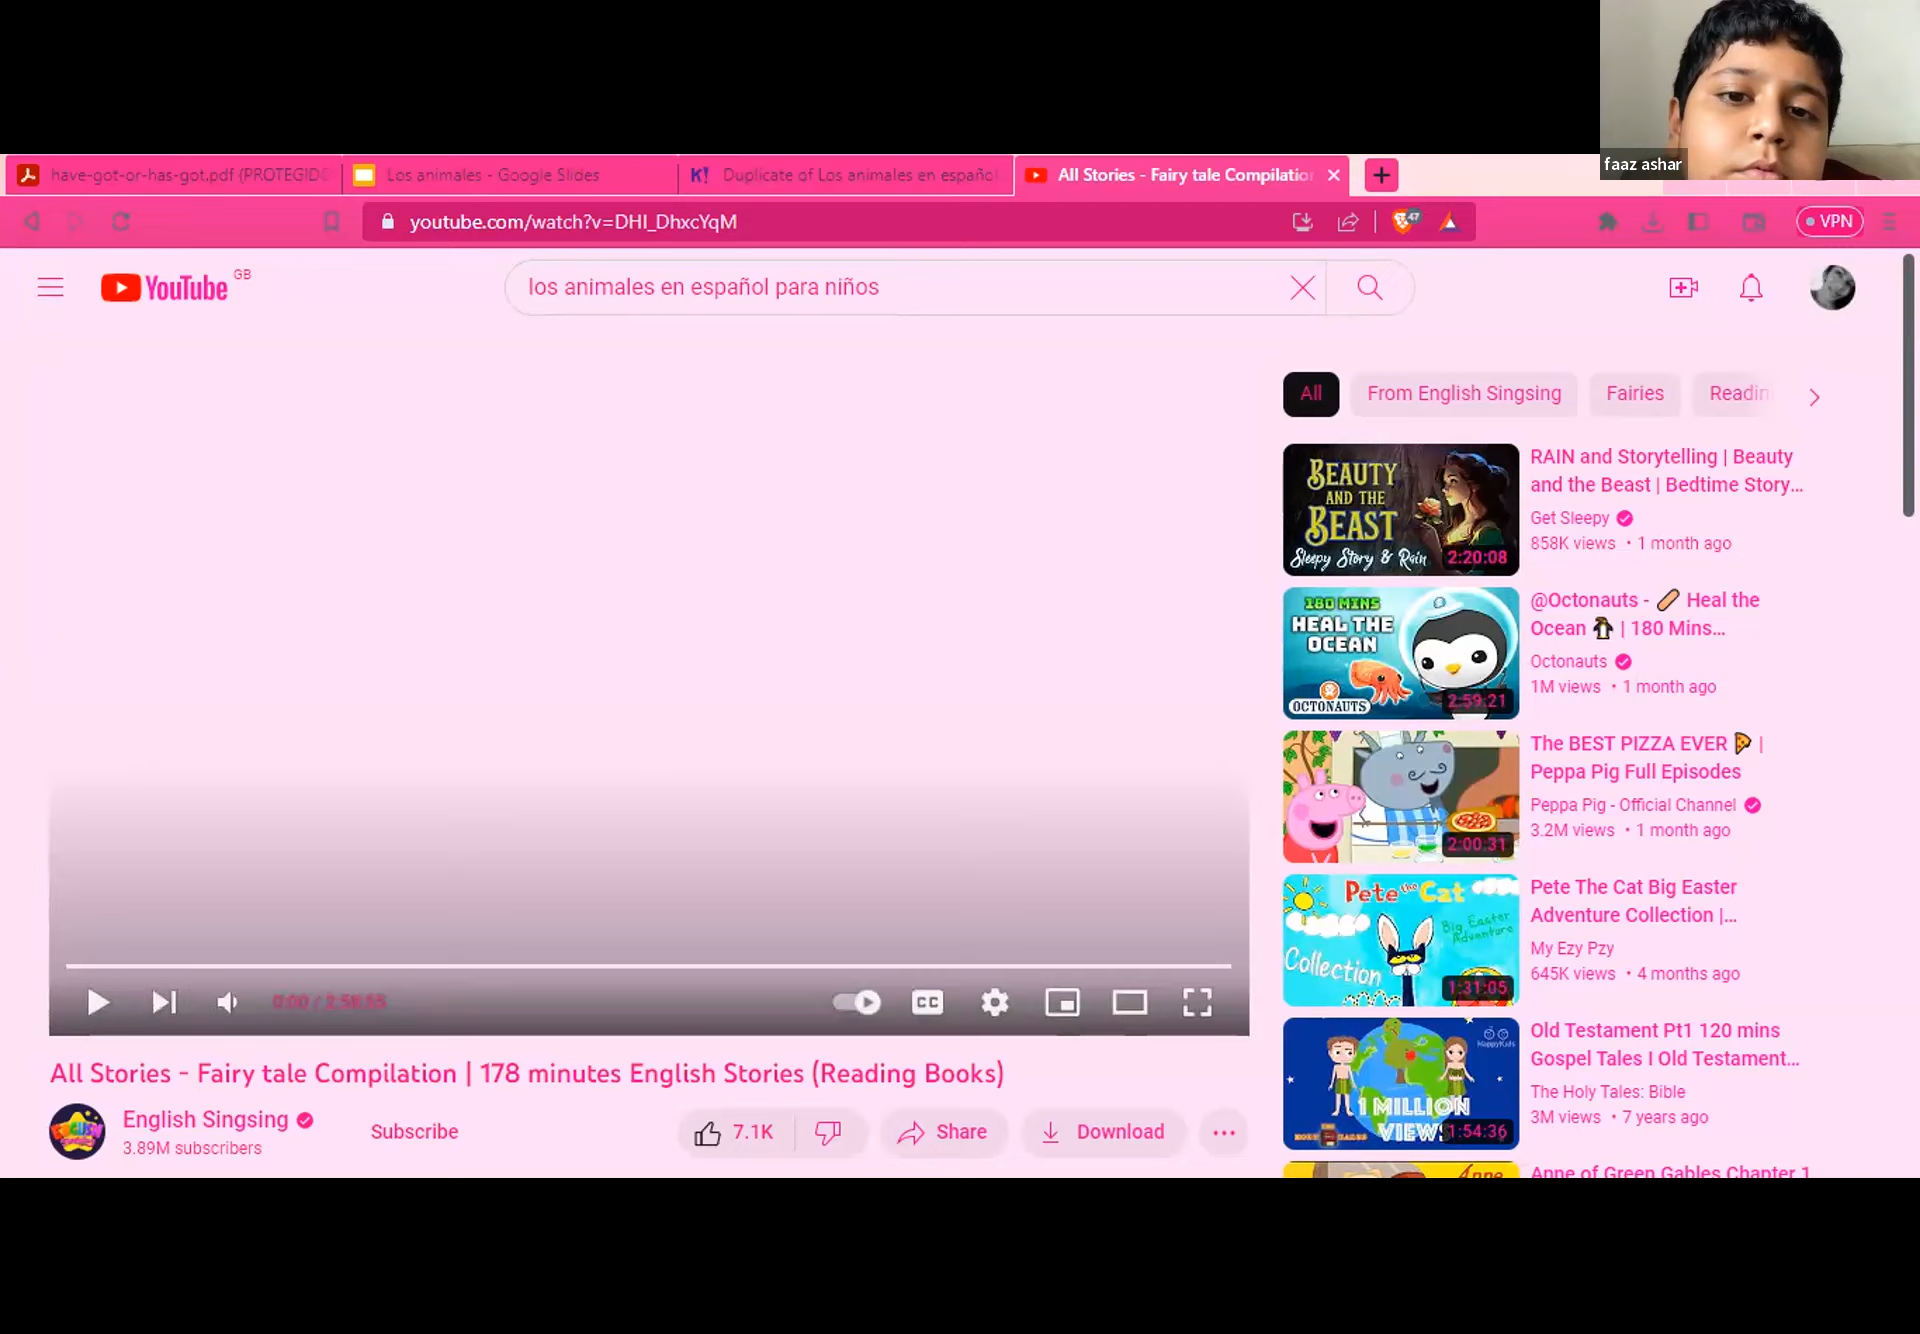 faaz ashar
have-got-or-has-got.pdf (PROTEGID
Los animales - Google Slides
K! Duplicate of Los animales en español
All Stories - Fairy tale Compilation
youtube.com/watch?v=DHI_DhxcYqM
47
VPN
YouTube GB
los animales en español para niños
All
From English Singsing
Fairies
Readin
BEAUTY
AND THE
BEAST
Sleepy Story & Rain
2:20:08
RAIN and Storytelling | Beauty
and the Beast | Bedtime Story...
Get Sleepy
858K views • 1 month ago
180 MINS
HEAL THE
OCEAN
OCTONAUTS
2:59:21
@Octonauts - 🩹 Heal the
Ocean 🐧 | 180 Mins...
Octonauts
1M views • 1 month ago
2:00:31
The BEST PIZZA EVER 🍕 |
Peppa Pig Full Episodes
Peppa Pig - Official Channel
3.2M views • 1 month ago
Pete the Cat
Big Easter
Adventure
Collection
1:31:05
Pete The Cat Big Easter
Adventure Collection |...
My Ezy Pzy
645K views • 4 months ago
HappyKids
1 MILLION
VIEWS
1:54:36
Old Testament Pt1 120 mins
Gospel Tales I Old Testament...
The Holy Tales: Bible
3M views • 7 years ago
Anne
Anne of Green Gables Chapter 1
CC
All Stories - Fairy tale Compilation | 178 minutes English Stories (Reading Books)
English Singsing
3.89M subscribers
Subscribe
7.1K
Share
Download